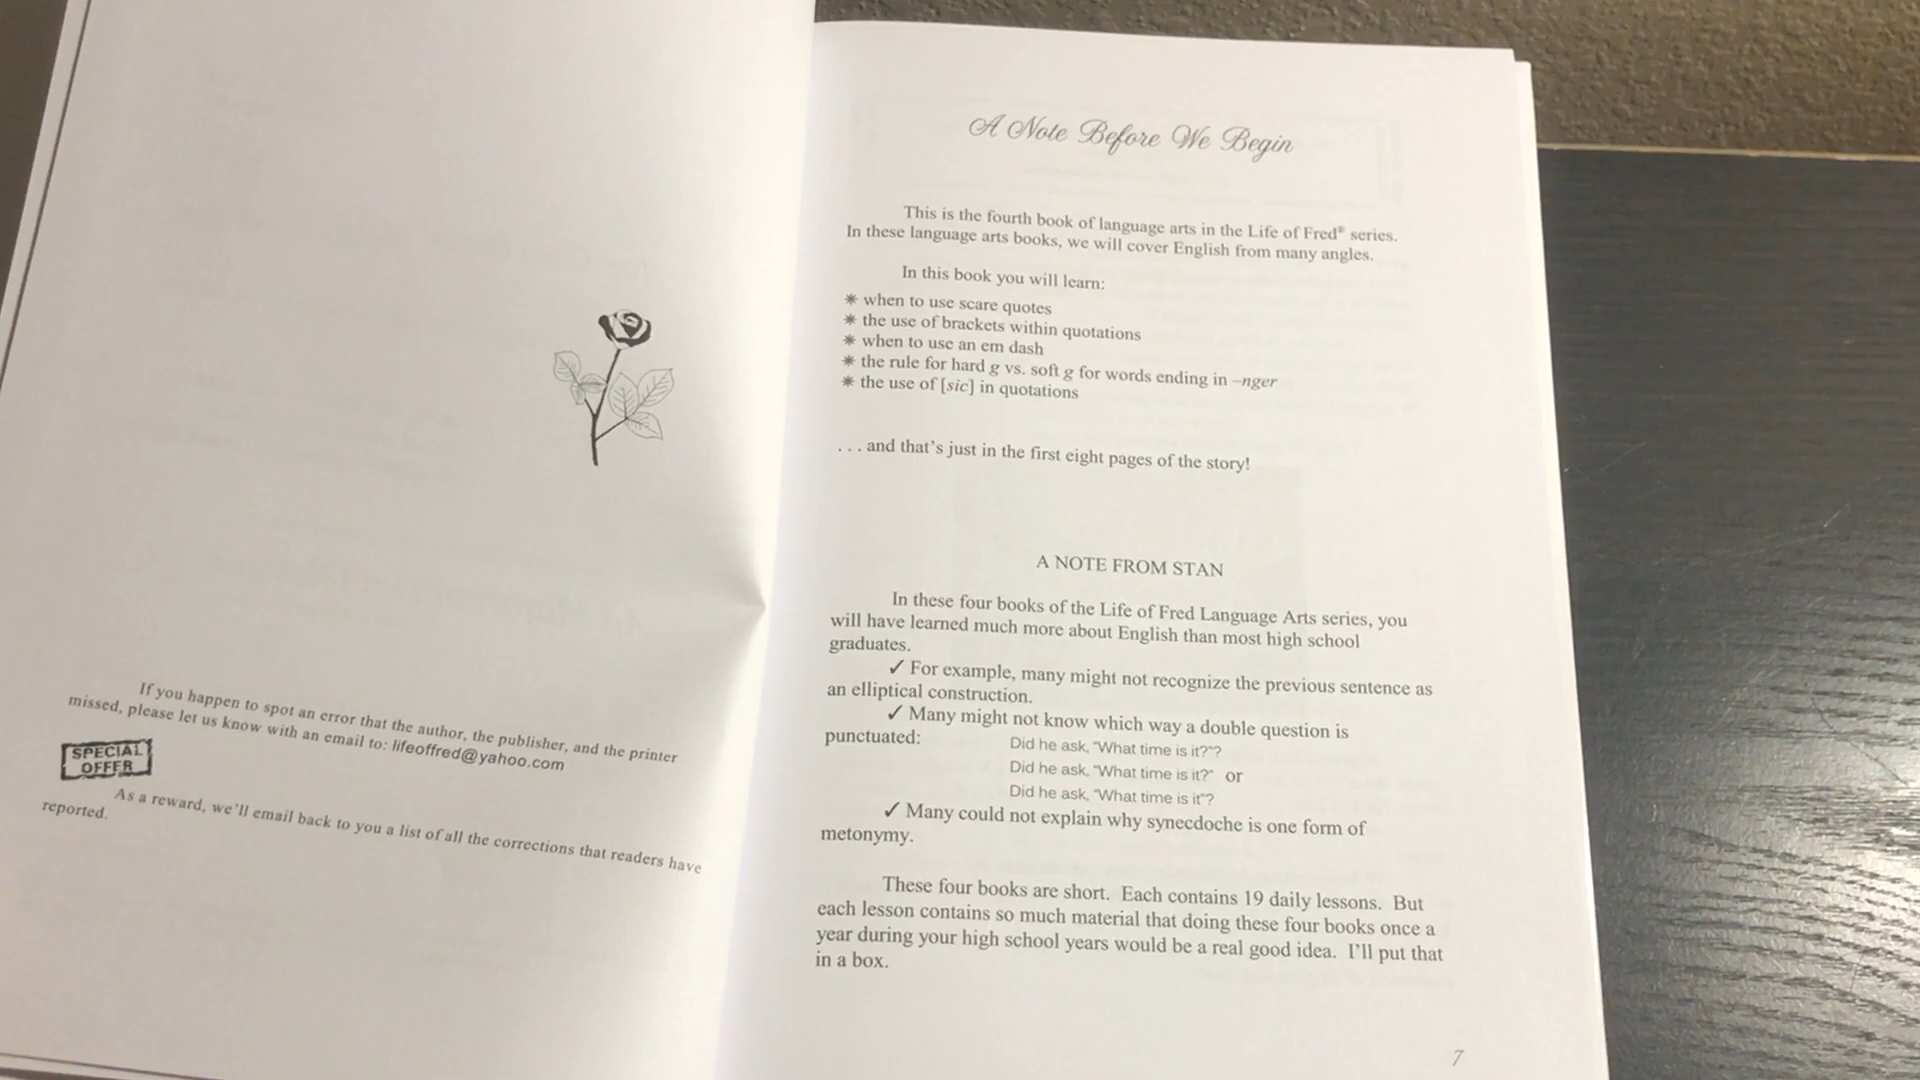 If you happen to spot an error that the author, the publisher, and the printer
missed, please let us know with an email to: lifeoffred@yahoo.com
SPECIAL
OFFER
As a reward, we'll email back to you a list of all the corrections that readers have
reported.
A Note Before We Begin
This is the fourth book of language arts in the Life of Fred® series.
In these language arts books, we will cover English from many angles.
In this book you will learn:
✷ when to use scare quotes
✷ the use of brackets within quotations
✷ when to use an em dash
✷ the rule for hard g vs. soft g for words ending in –nger
✷ the use of [sic] in quotations
. . . and that's just in the first eight pages of the story!
A NOTE FROM STAN
In these four books of the Life of Fred Language Arts series, you
will have learned much more about English than most high school
graduates.
✓ For example, many might not recognize the previous sentence as
an elliptical construction.
✓ Many might not know which way a double question is
punctuated:
Did he ask, "What time is it?"?
Did he ask, "What time is it?" or
Did he ask, "What time is it"?
✓ Many could not explain why synecdoche is one form of
metonymy.
These four books are short. Each contains 19 daily lessons. But
each lesson contains so much material that doing these four books once a
year during your high school years would be a real good idea. I'll put that
in a box.
7